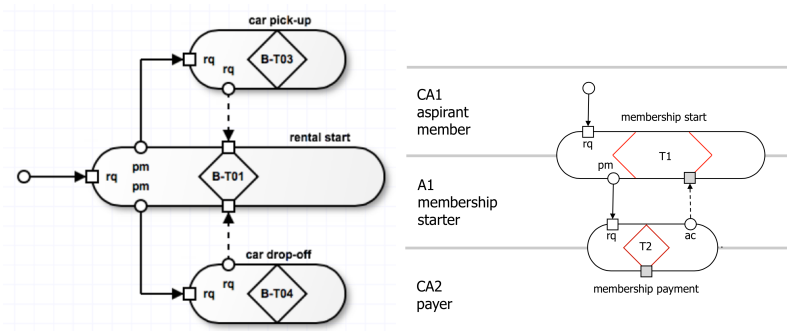 car pick-up
rq
B-T03
rq
rental start
pm
rq
B-T01
pm
car drop-off
rq
rq
B-T04
CA1
aspirant
member
membership start
rq
T1
pm
A1
membership
starter
rq
T2
ac
CA2
payer
membership payment